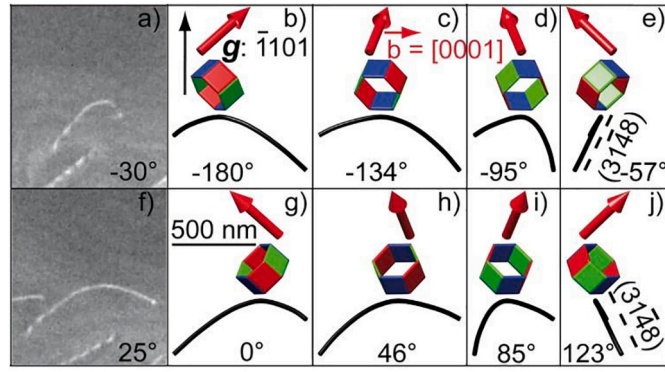 a)
-30°
b)
g: 1̄101
-180°
c)
b = [0001]
-134°
d)
-95°
e)
(31̄4̄8)
-57°
f)
25°
g)
500 nm
0°
h)
46°
i)
85°
j)
(31̄4̄8)
123°